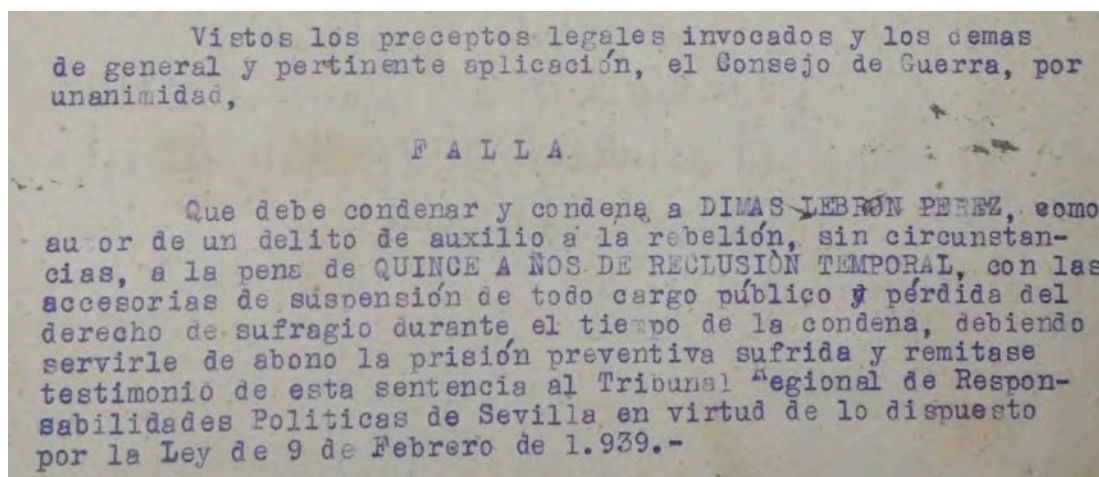 Vistos los preceptos legales invocados y los demas
de general y pertinente aplicación, el Consejo de Guerra, por
unanimidad,
F A L L A.
Que debe condenar y condena a DIMAS LEBRÓN PEREZ, como
autor de un delito de auxilio a la rebelión, sin circunstan-
cias, a la pena de QUINCE A ÑOS DE RECLUSIÓN TEMPORAL, con las
accesorias de suspensión de todo cargo público y pérdida del
derecho de sufragio durante el tiempo de la condena, debiendo
servirle de abono la prisión preventiva sufrida y remitase
testimonio de esta sentencia al Tribunal Regional de Respon-
sabilidades Politicas de Sevilla en virtud de lo dispuesto
por la Ley de 9 de Febrero de 1.939.-